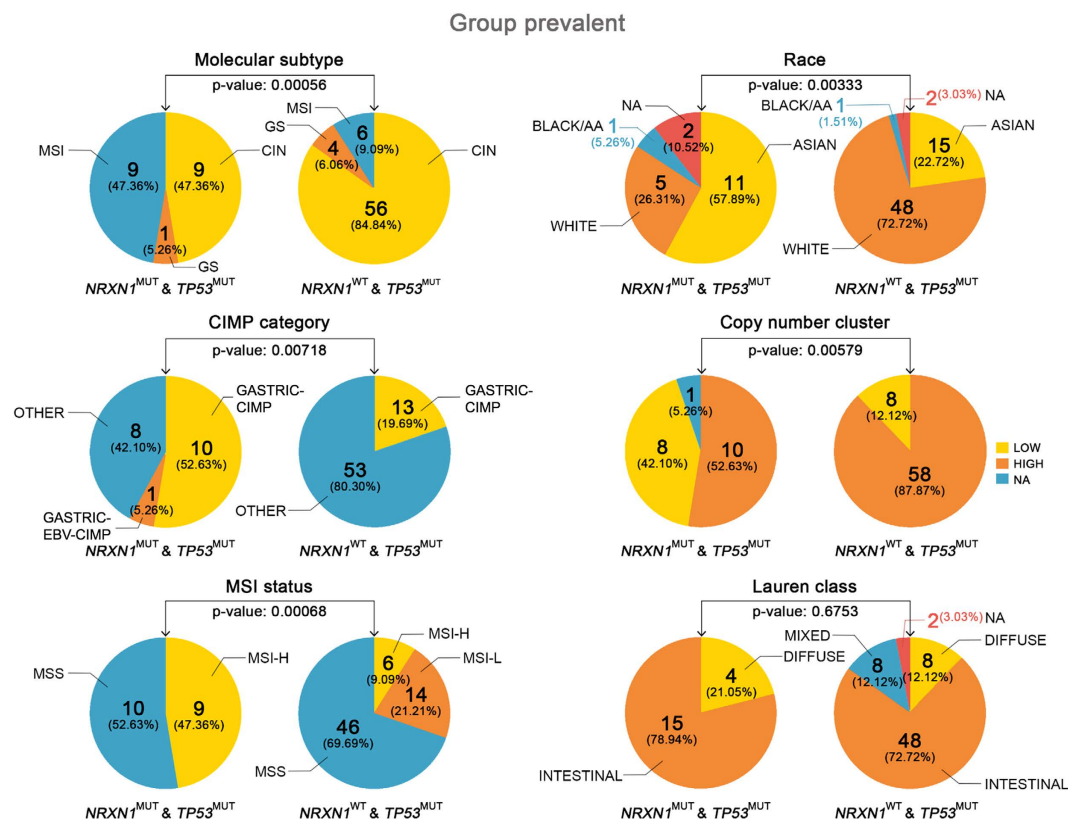 Group prevalent
Molecular subtype
p-value: 0.00056
MSI
9
(47.36%)
9
(47.36%)
CIN
1
(5.26%)
GS
NRXN1MUT & TP53MUT
MSI
GS
6
(9.09%)
4
(6.06%)
CIN
56
(84.84%)
NRXN1WT & TP53MUT
Race
p-value: 0.00333
NA
BLACK/AA 1
(5.26%)
2
(10.52%)
ASIAN
5
(26.31%)
11
(57.89%)
WHITE
NRXN1MUT & TP53MUT
2(3.03%) NA
BLACK/AA 1
(1.51%)
ASIAN
15
(22.72%)
48
(72.72%)
WHITE
NRXN1WT & TP53MUT
CIMP category
p-value: 0.00718
GASTRIC-
CIMP
OTHER
8
(42.10%)
10
(52.63%)
1
(5.26%)
GASTRIC-
EBV-CIMP
NRXN1MUT & TP53MUT
GASTRIC-
CIMP
13
(19.69%)
53
(80.30%)
OTHER
NRXN1WT & TP53MUT
Copy number cluster
p-value: 0.00579
1
(5.26%)
8
(42.10%)
10
(52.63%)
NRXN1MUT & TP53MUT
8
(12.12%)
58
(87.87%)
NRXN1WT & TP53MUT
LOW
HIGH
NA
MSI status
p-value: 0.00068
MSS
MSI-H
10
(52.63%)
9
(47.36%)
NRXN1MUT & TP53MUT
MSI-H
MSI-L
6
(9.09%)
14
(21.21%)
46
(69.69%)
MSS
NRXN1WT & TP53MUT
Lauren class
p-value: 0.6753
DIFFUSE
4
(21.05%)
15
(78.94%)
INTESTINAL
NRXN1MUT & TP53MUT
2(3.03%) NA
MIXED
DIFFUSE
8
(12.12%)
8
(12.12%)
48
(72.72%)
INTESTINAL
NRXN1WT & TP53MUT